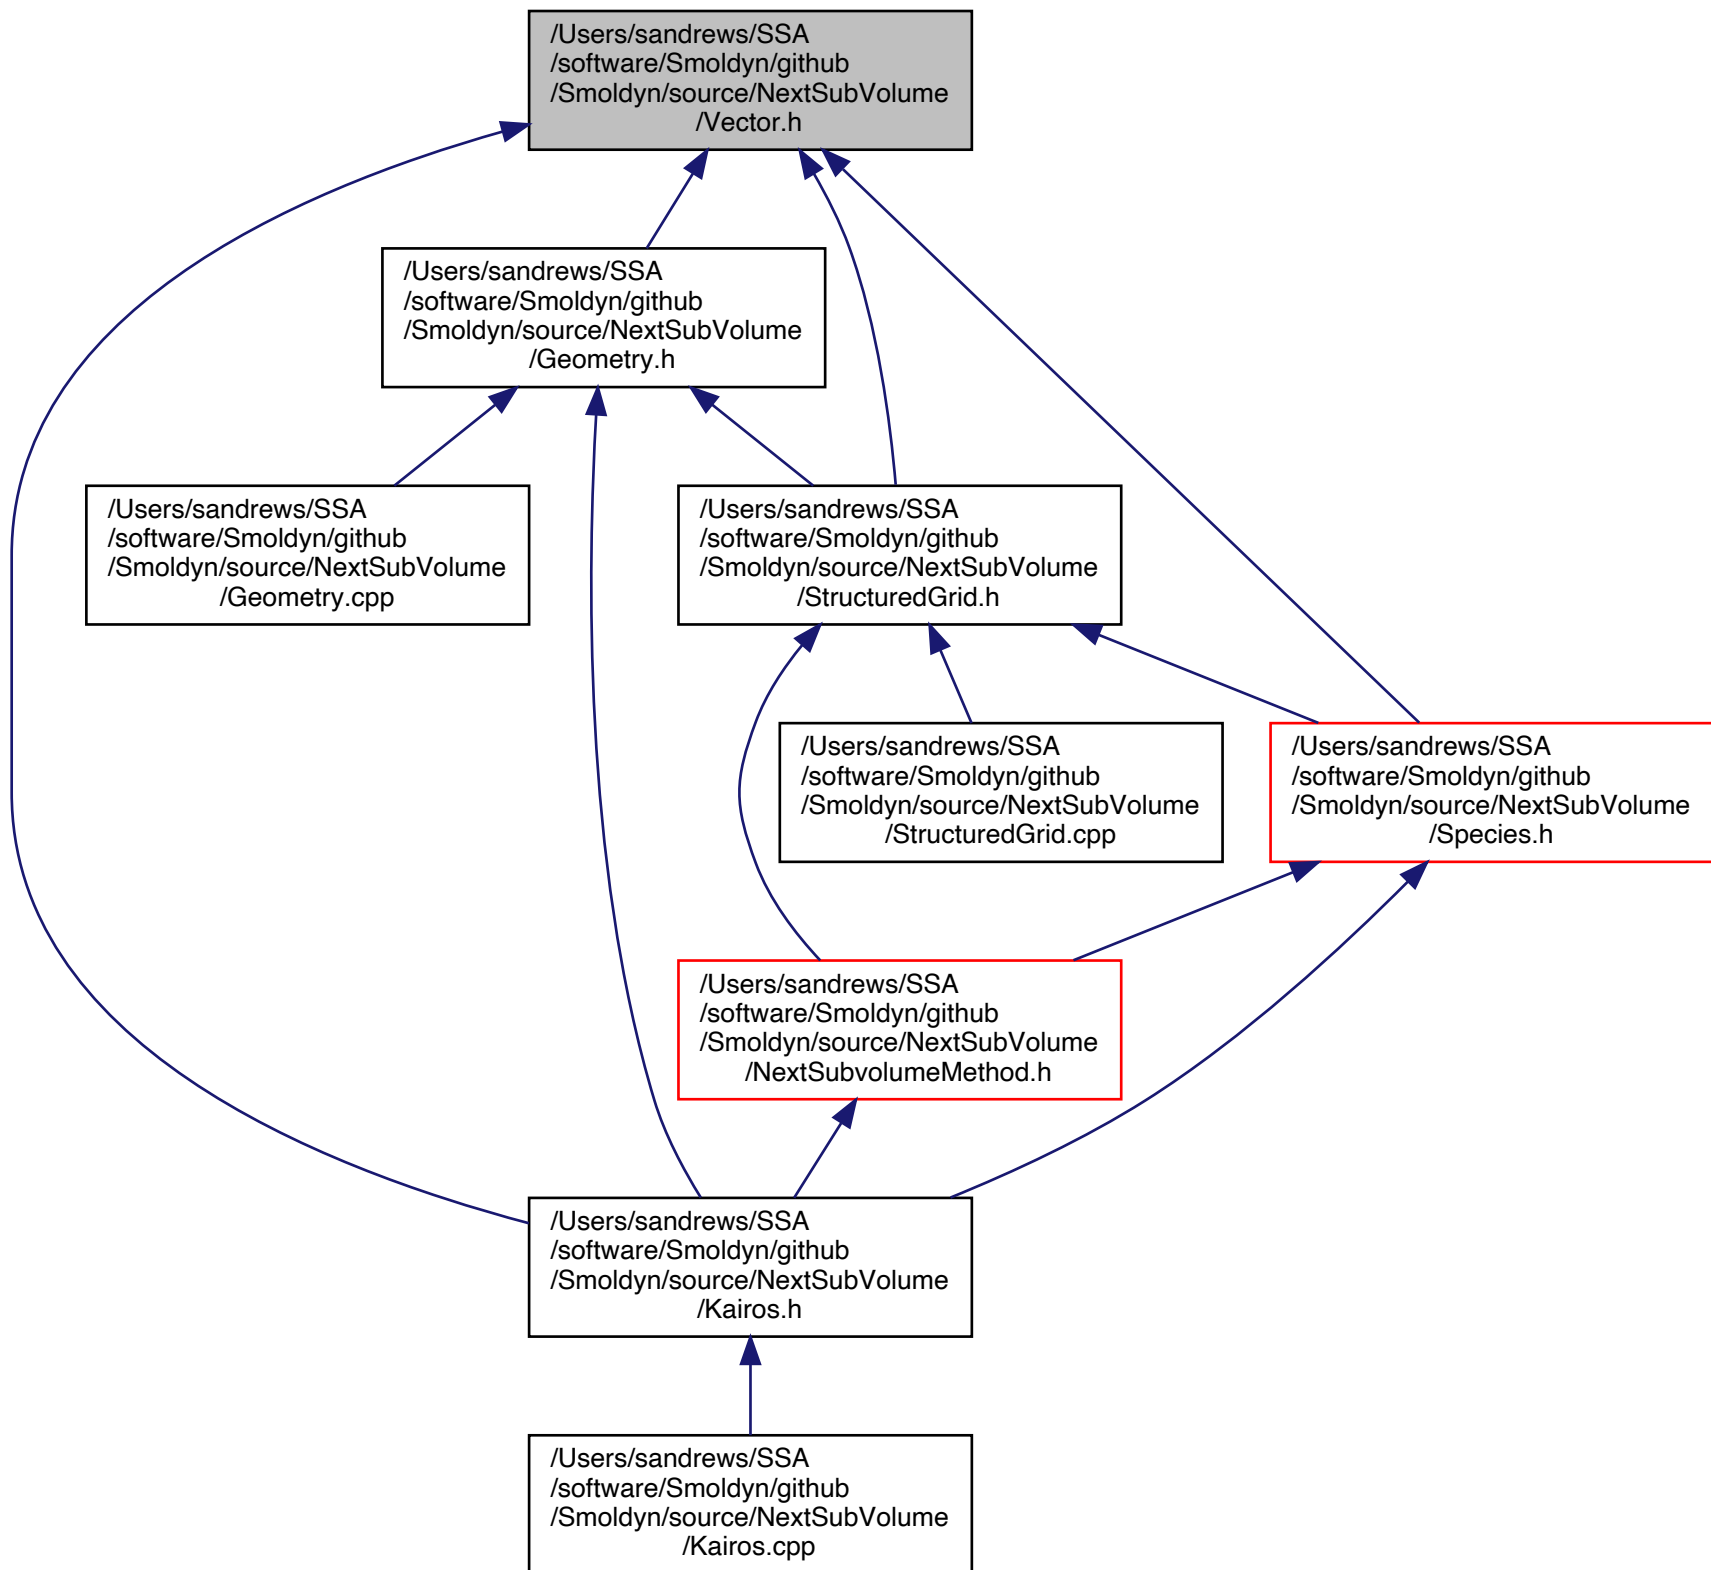 /Users/sandrews/SSA
/software/Smoldyn/github
/Smoldyn/source/NextSubVolume
/Vector.h
/Users/sandrews/SSA
/software/Smoldyn/github
/Smoldyn/source/NextSubVolume
/Geometry.h
/Users/sandrews/SSA
/software/Smoldyn/github
/Smoldyn/source/NextSubVolume
/Geometry.cpp
/Users/sandrews/SSA
/software/Smoldyn/github
/Smoldyn/source/NextSubVolume
/StructuredGrid.h
/Users/sandrews/SSA
/software/Smoldyn/github
/Smoldyn/source/NextSubVolume
/StructuredGrid.cpp
/Users/sandrews/SSA
/software/Smoldyn/github
/Smoldyn/source/NextSubVolume
/Species.h
/Users/sandrews/SSA
/software/Smoldyn/github
/Smoldyn/source/NextSubVolume
/NextSubvolumeMethod.h
/Users/sandrews/SSA
/software/Smoldyn/github
/Smoldyn/source/NextSubVolume
/Kairos.h
/Users/sandrews/SSA
/software/Smoldyn/github
/Smoldyn/source/NextSubVolume
/Kairos.cpp